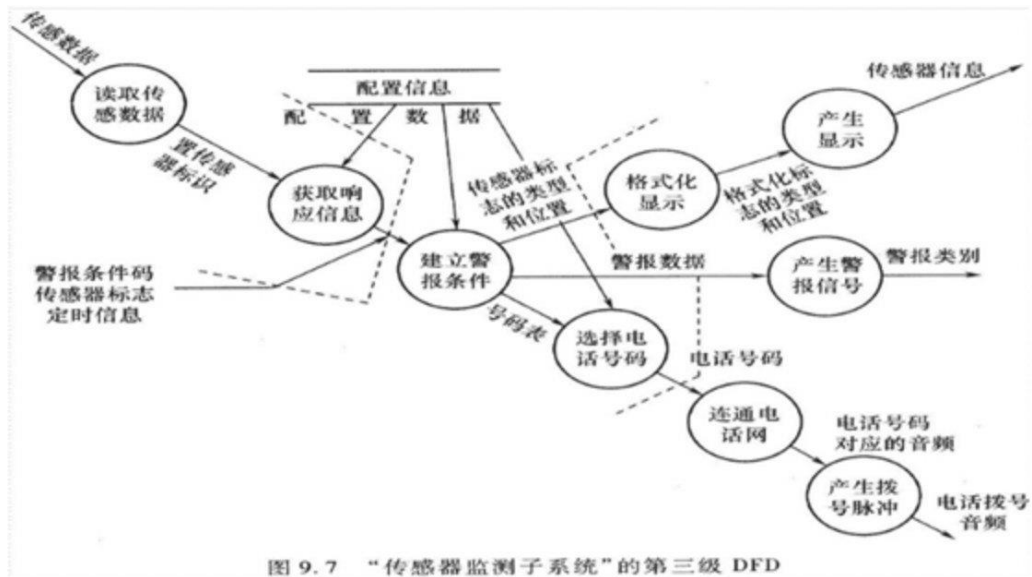 传感数据
读取传
感数据
置传感
器标识
配置信息
配 置 数 据
获取响
应信息
警报条件码
传感器标志
定时信息
建立警
报条件
传感器标
志的类型
和位置
格式化
显示
格式化标
志的类型
和位置
产生
显示
传感器信息
警报数据
产生警
报信号
警报类别
号码表
选择电
话号码
电话号码
连通电
话网
电话号码
对应的音频
产生拨
号脉冲
电话拨号
音频
图 9.7 “传感器监测子系统”的第三级 DFD